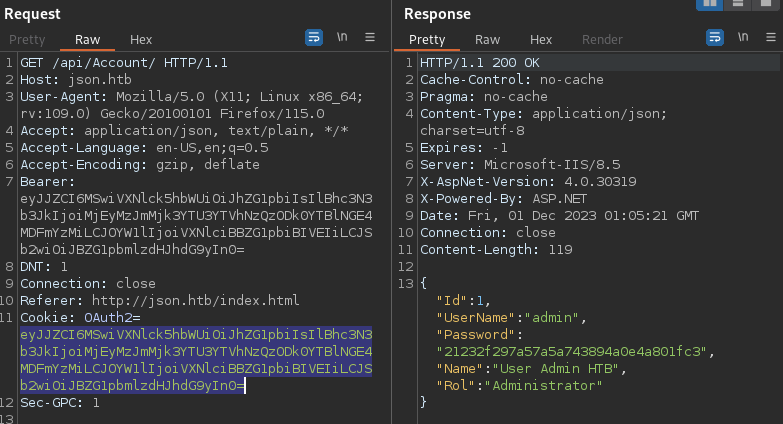 Request
Pretty Raw Hex \n
1 GET /api/Account/ HTTP/1.1
2 Host: json.htb
3 User-Agent: Mozilla/5.0 (X11; Linux x86_64;
rv:109.0) Gecko/20100101 Firefox/115.0
4 Accept: application/json, text/plain, */*
5 Accept-Language: en-US,en;q=0.5
6 Accept-Encoding: gzip, deflate
7 Bearer:
eyJJZCI6MSwiVXNlck5hbWUiOiJhZG1pbiIsIlBhc3N3
b3JkIjoiMjEyMzJmMjk3YTU3YTVhNzQzODk0YTBlNGE4
MDFmYzMiLCJOYW1lIjoiVXNlciBBZG1pbiBIVEIiLCJS
b2wiOiJBZG1pbmlzdHJhdG9yIn0=
8 DNT: 1
9 Connection: close
10 Referer: http://json.htb/index.html
11 Cookie: OAuth2=
eyJJZCI6MSwiVXNlck5hbWUiOiJhZG1pbiIsIlBhc3N3
b3JkIjoiMjEyMzJmMjk3YTU3YTVhNzQzODk0YTBlNGE4
MDFmYzMiLCJOYW1lIjoiVXNlciBBZG1pbiBIVEIiLCJS
b2wiOiJBZG1pbmlzdHJhdG9yIn0=
12 Sec-GPC: 1
13
Response
Pretty Raw Hex Render \n
1 HTTP/1.1 200 OK
2 Cache-Control: no-cache
3 Pragma: no-cache
4 Content-Type: application/json;
charset=utf-8
5 Expires: -1
6 Server: Microsoft-IIS/8.5
7 X-AspNet-Version: 4.0.30319
8 X-Powered-By: ASP.NET
9 Date: Fri, 01 Dec 2023 01:05:21 GMT
10 Connection: close
11 Content-Length: 119
12
13 {
"Id":1,
"UserName":"admin",
"Password":
"21232f297a57a5a743894a0e4a801fc3",
"Name":"User Admin HTB",
"Rol":"Administrator"
}